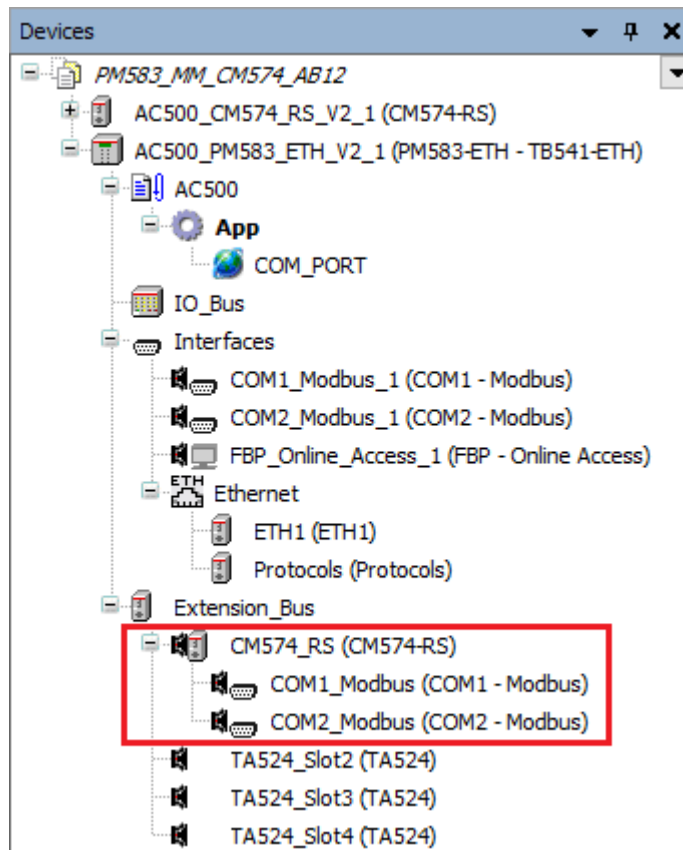 Devices
PM583_MM_CM574_AB12
AC500_CM574_RS_V2_1 (CM574-RS)
AC500_PM583_ETH_V2_1 (PM583-ETH - TB541-ETH)
AC500
App
COM_PORT
IO_Bus
Interfaces
COM1_Modbus_1 (COM1 - Modbus)
COM2_Modbus_1 (COM2 - Modbus)
FBP_Online_Access_1 (FBP - Online Access)
ETH
Ethernet
ETH1 (ETH1)
Protocols (Protocols)
Extension_Bus
CM574_RS (CM574-RS)
COM1_Modbus (COM1 - Modbus)
COM2_Modbus (COM2 - Modbus)
TA524_Slot2 (TA524)
TA524_Slot3 (TA524)
TA524_Slot4 (TA524)